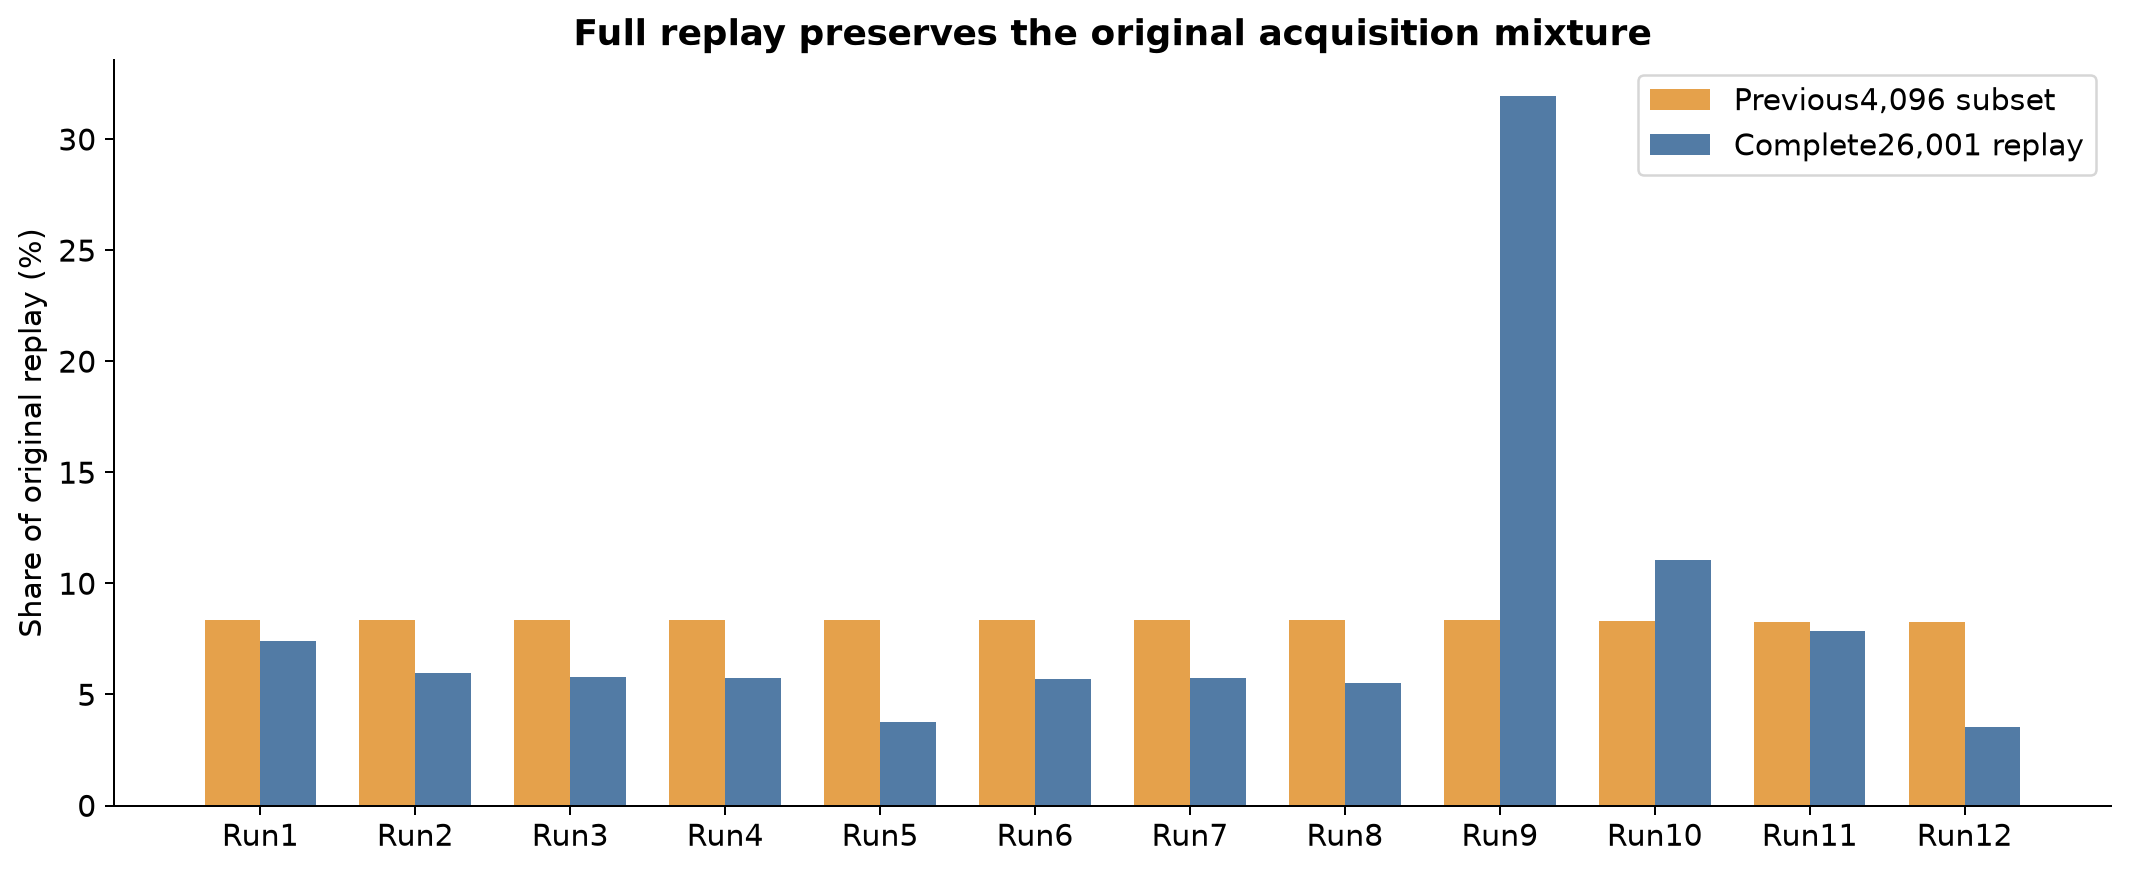 Full replay preserves the original acquisition mixture
Previous4,096 subset
Complete26,001 replay
Share of original replay (%)
30
25
20
15
10
5
0
Run1 Run2 Run3 Run4 Run5 Run6 Run7 Run8 Run9 Run10 Run11 Run12